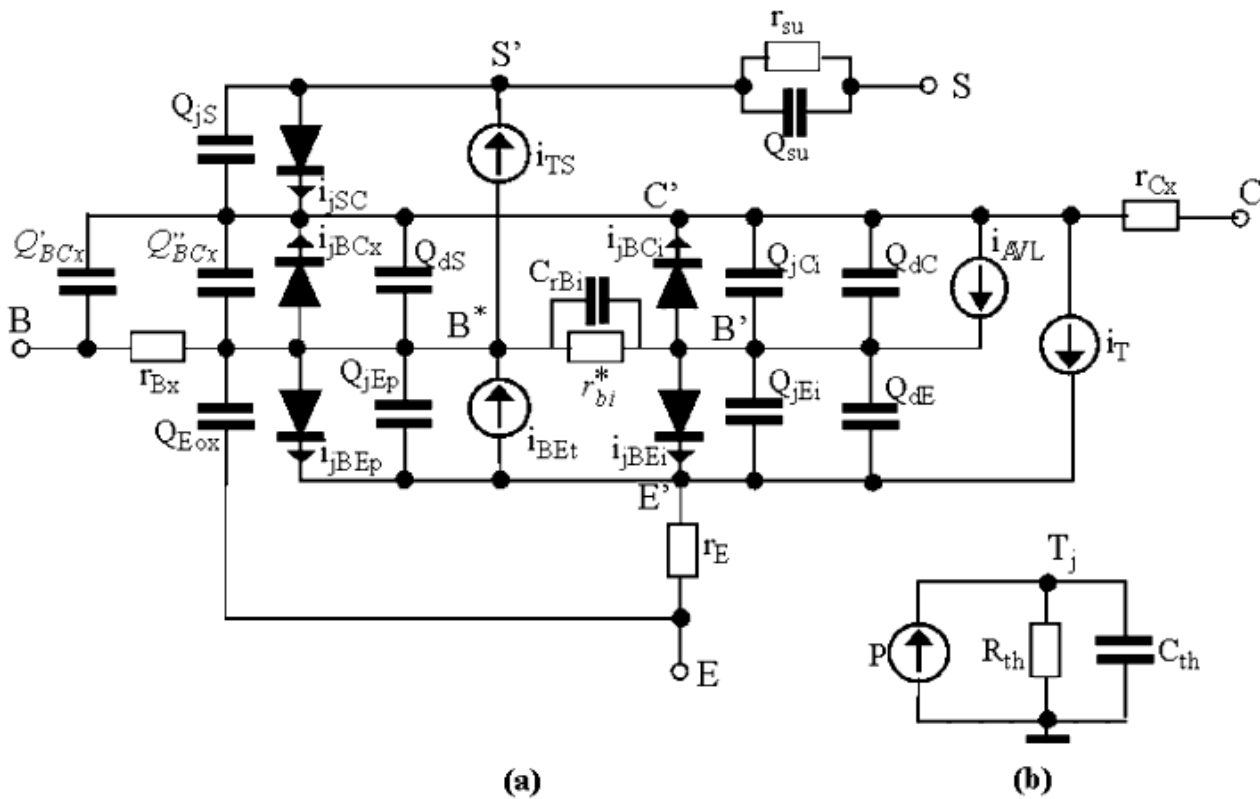 r_su
S'
S
Q_jS
Q_su
i_TS
i_jSC
C'
r_Cx
C
Q'_BCx
Q''_BCx
i_jBCx
Q_dS
i_jBCi
Q_jCi
Q_dC
i_AVL
C_rBi
B
B*
B'
i_T
r_Bx
Q_jEp
r*_bi
Q_jEi
Q_dE
Q_Eox
i_jBEp
i_BEt
i_jBEi
E'
r_E
T_j
P
R_th
C_th
E
(a)
(b)